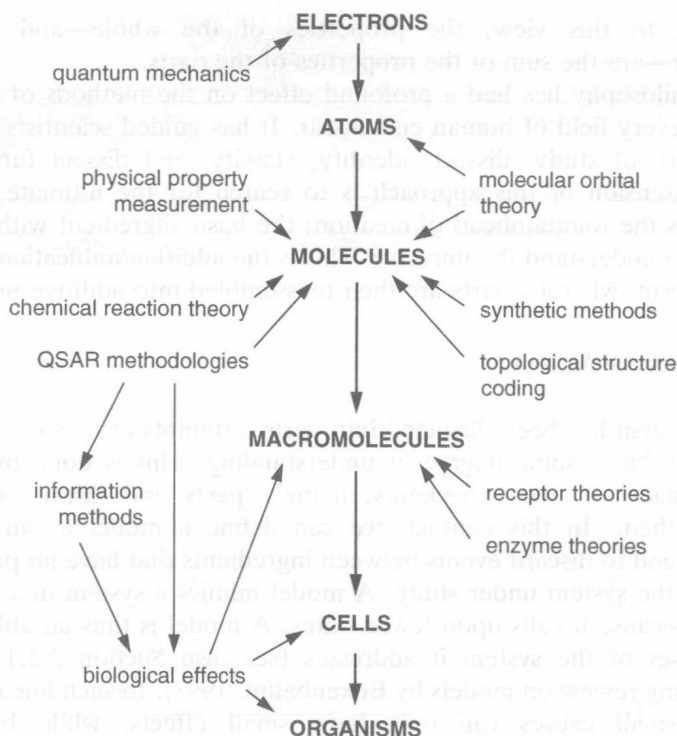 ELECTRONS
quantum mechanics
ATOMS
physical property
measurement
molecular orbital
theory
MOLECULES
chemical reaction theory
synthetic methods
QSAR methodologies
topological structure
coding
MACROMOLECULES
information
methods
receptor theories
enzyme theories
CELLS
biological effects
ORGANISMS